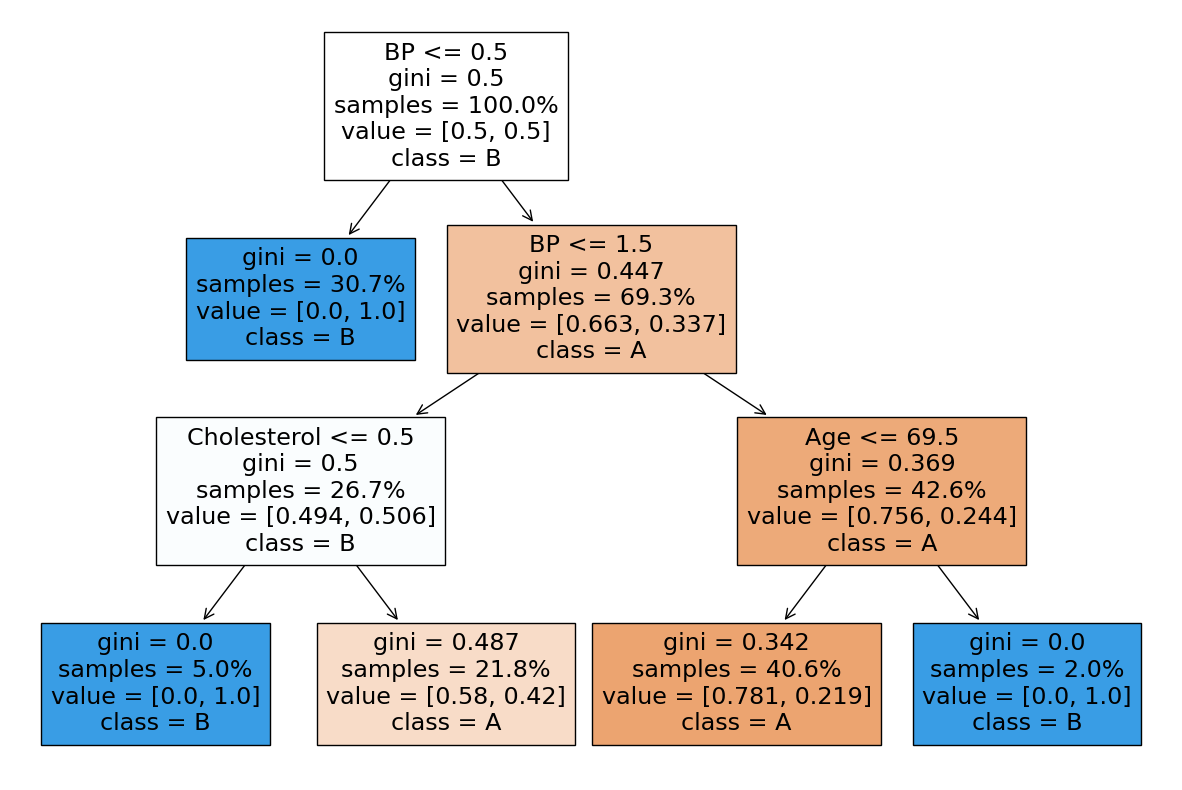 BP <= 0.5
gini = 0.5
samples = 100.0%
value = [0.5, 0.5]
class = B
gini = 0.0
samples = 30.7%
value = [0.0, 1.0]
class = B
BP <= 1.5
gini = 0.447
samples = 69.3%
value = [0.663, 0.337]
class = A
Cholesterol <= 0.5
gini = 0.5
samples = 26.7%
value = [0.494, 0.506]
class = B
Age <= 69.5
gini = 0.369
samples = 42.6%
value = [0.756, 0.244]
class = A
gini = 0.0
samples = 5.0%
value = [0.0, 1.0]
class = B
gini = 0.487
samples = 21.8%
value = [0.58, 0.42]
class = A
gini = 0.342
samples = 40.6%
value = [0.781, 0.219]
class = A
gini = 0.0
samples = 2.0%
value = [0.0, 1.0]
class = B